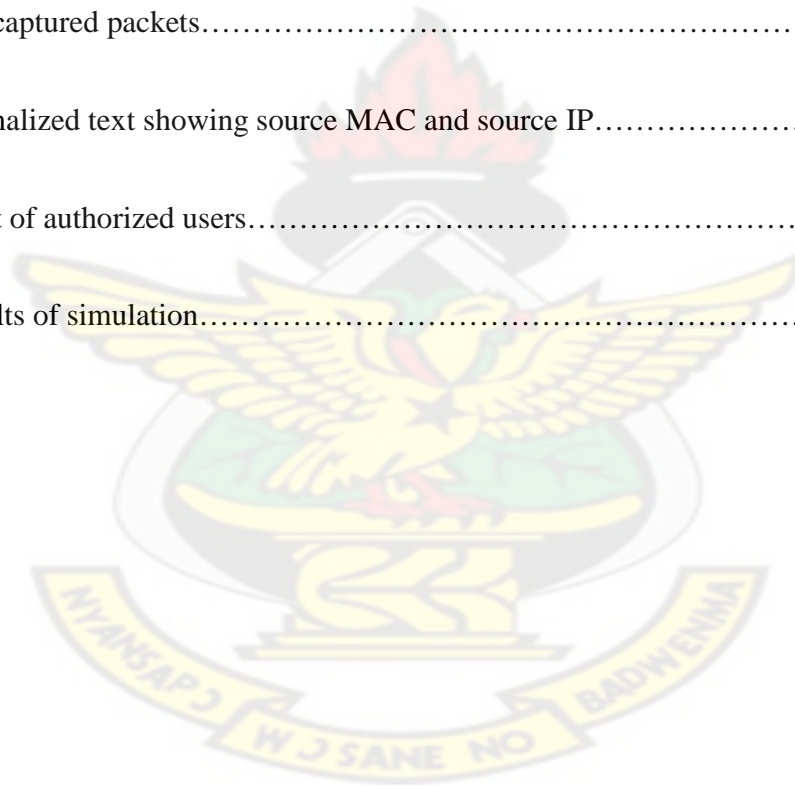 captured packets……………………………………………………………
nalized text showing source MAC and source IP…………………
t of authorized users………………………………………………………
lts of simulation……………………………………………………………
NYANSAPƆ WƆ SANE NO BADWENMA